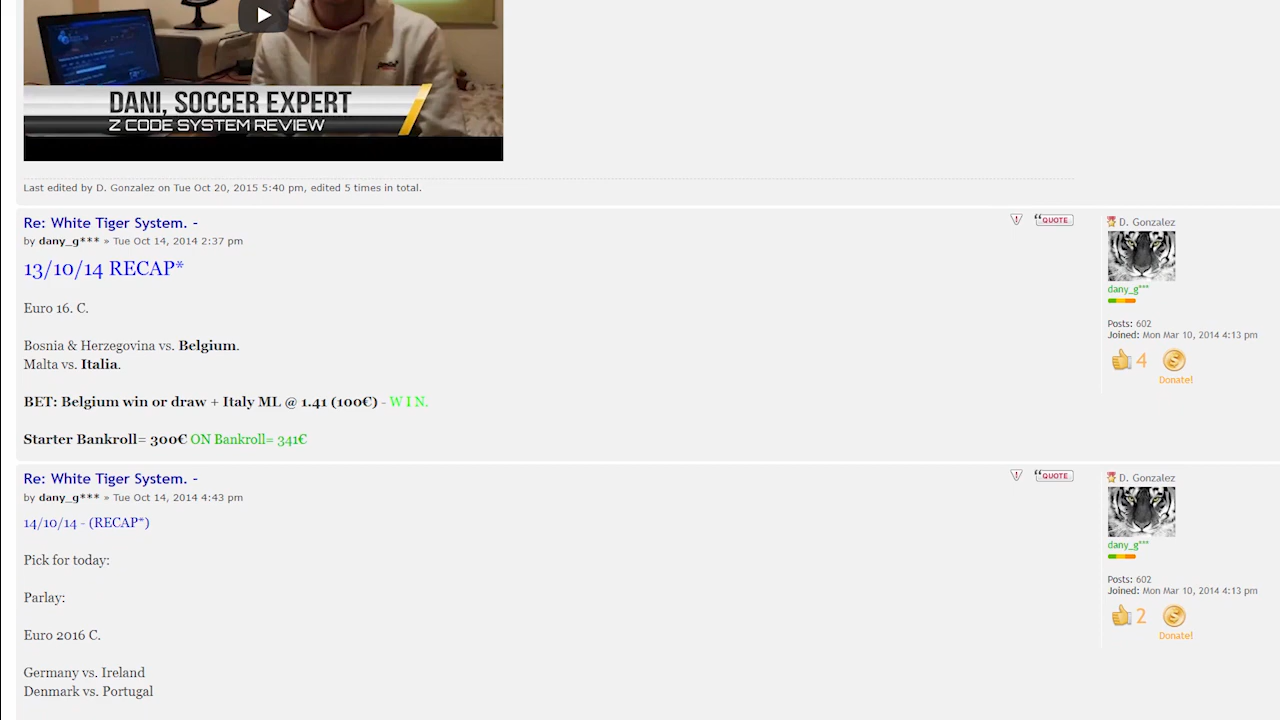 DANI, SOCCER EXPERT
Z CODE SYSTEM REVIEW
Last edited by D. Gonzalez on Tue Oct 20, 2015 5:40 pm, edited 5 times in total.
Re: White Tiger System. -
QUOTE
by dany_g*** » Tue Oct 14, 2014 2:37 pm
13/10/14 RECAP*
Euro 16. C.
Bosnia & Herzegovina vs. Belgium.
Malta vs. Italia.
BET: Belgium win or draw + Italy ML @ 1.41 (100€) - W I N.
Starter Bankroll= 300€ ON Bankroll= 341€
D. Gonzalez
dany_g***
Posts: 602
Joined: Mon Mar 10, 2014 4:13 pm
4
Donate!
Re: White Tiger System. -
QUOTE
by dany_g*** » Tue Oct 14, 2014 4:43 pm
14/10/14 - (RECAP*)
Pick for today:
Parlay:
Euro 2016 C.
Germany vs. Ireland
Denmark vs. Portugal
D. Gonzalez
dany_g***
Posts: 602
Joined: Mon Mar 10, 2014 4:13 pm
2
Donate!